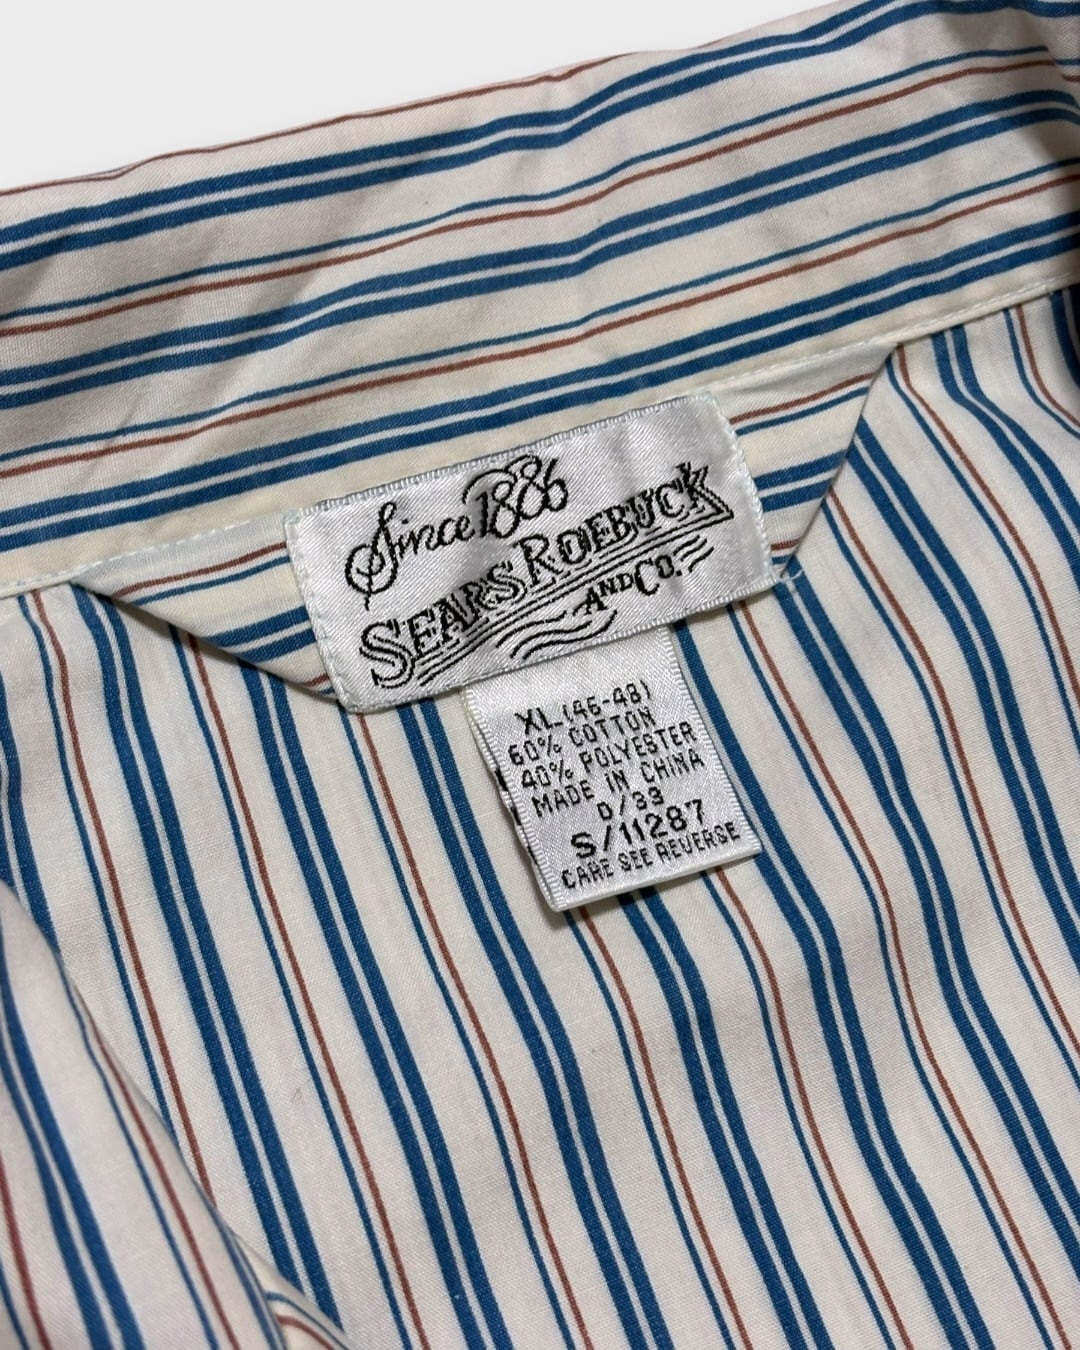 Since 1886
SEARS ROEBUCK
AND CO.
XL (46-48)
60% COTTON
40% POLYESTER
MADE IN CHINA
D/33
S/11287
CARE SEE REVERSE